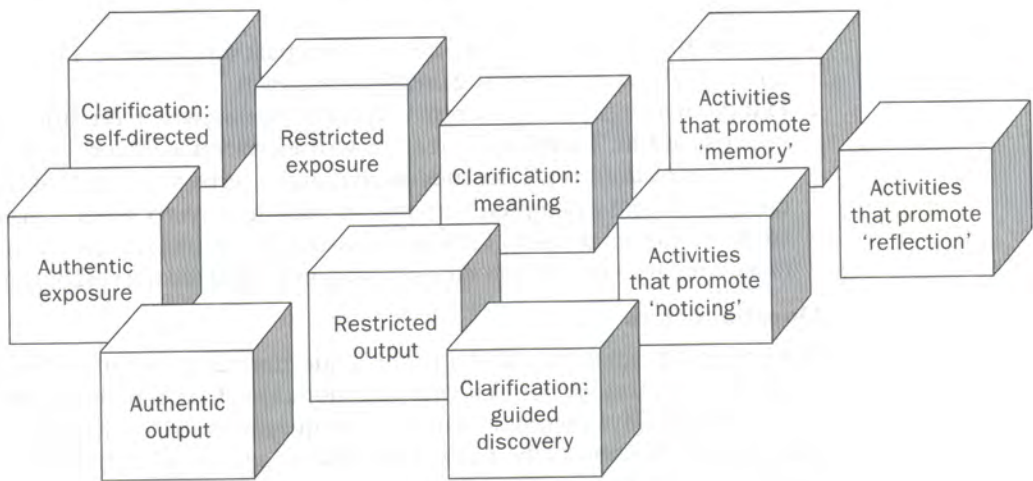 Clarification:
self-directed
Restricted
exposure
Clarification:
meaning
Activities
that promote
‘memory’
Activities
that promote
‘reflection’
Authentic
exposure
Restricted
output
Activities
that promote
‘noticing’
Authentic
output
Clarification:
guided
discovery